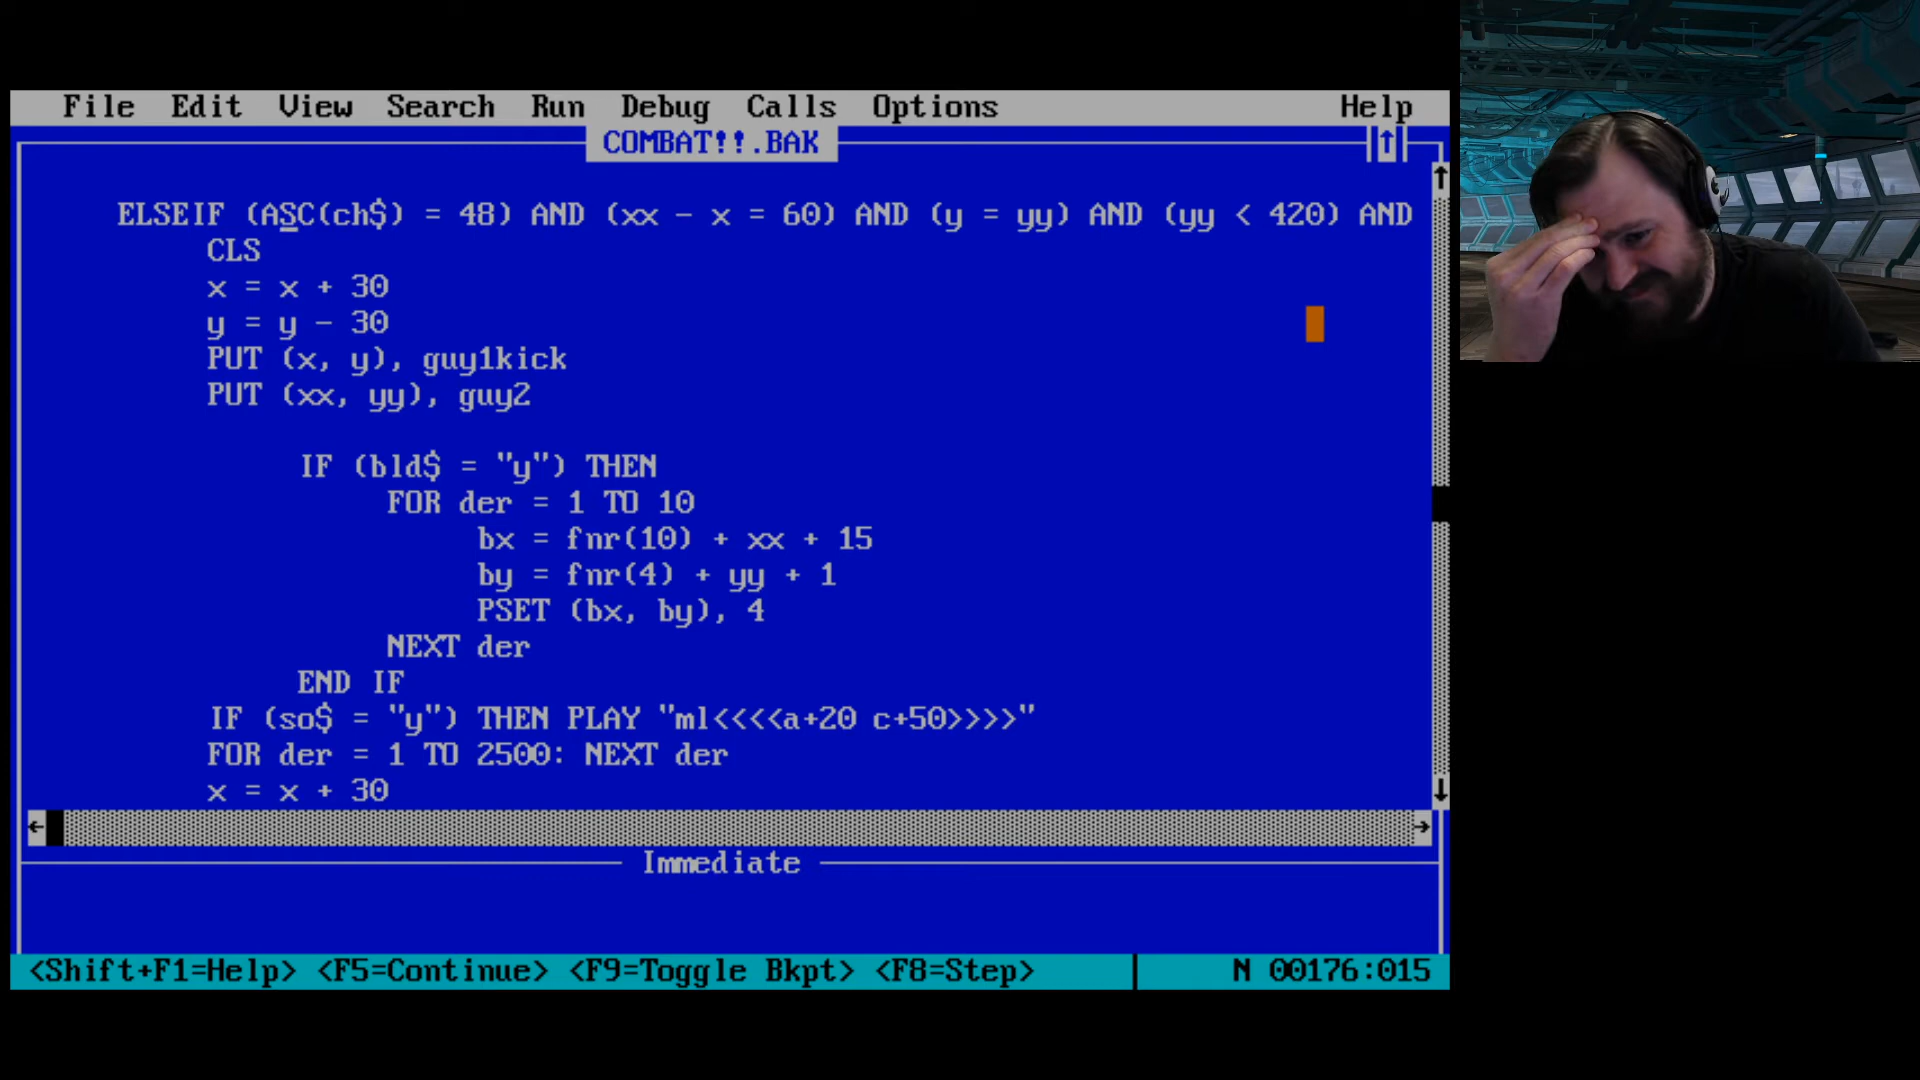 File Edit View Search Run Debug Calls Options Help
COMBAT!!.BAK
ELSEIF (ASC(ch$) = 48) AND (xx - x = 60) AND (y = yy) AND (yy < 420) AND
CLS
x = x + 30
y = y - 30
PUT (x, y), guy1kick
PUT (xx, yy), guy2
IF (bld$ = "y") THEN
FOR der = 1 TO 10
bx = fnr(10) + xx + 15
by = fnr(4) + yy + 1
PSET (bx, by), 4
NEXT der
END IF
IF (so$ = "y") THEN PLAY "ml<<<<a+20 c+50>>>>"
FOR der = 1 TO 2500: NEXT der
x = x + 30
Immediate
<Shift+F1=Help> <F5=Continue> <F9=Toggle Bkpt> <F8=Step> N 00176:015